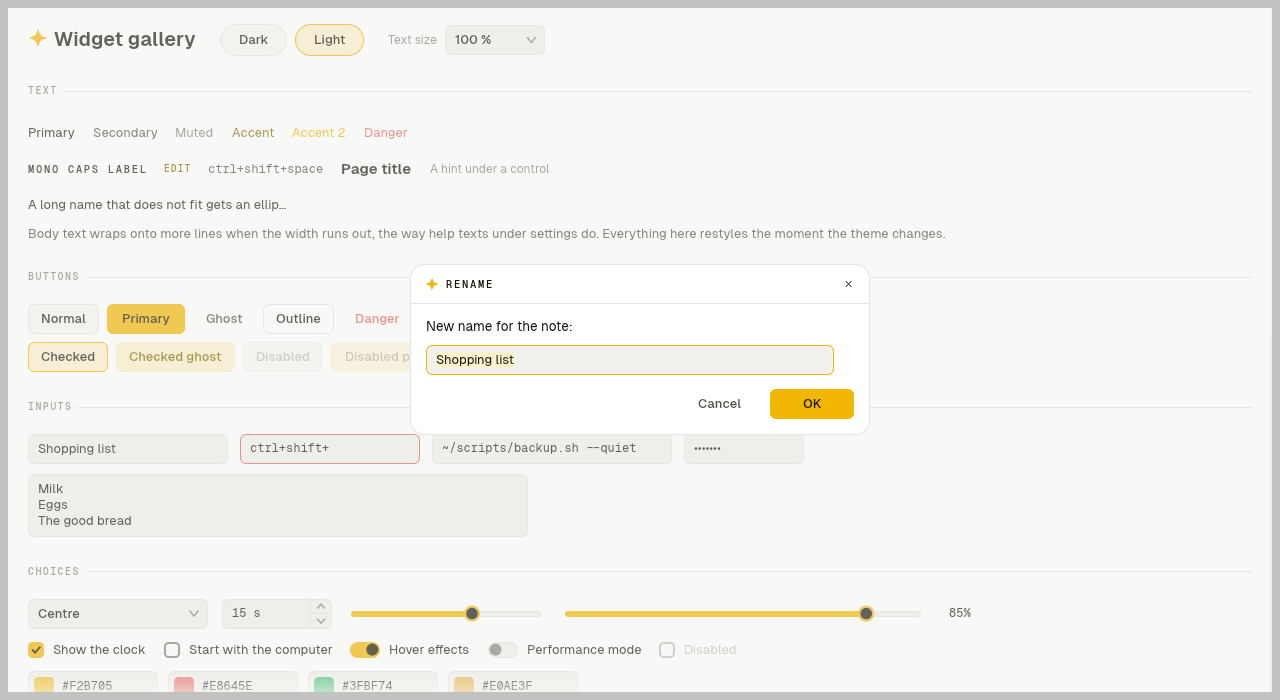 Widget gallery Dark Light Text size 100 %
TEXT
Primary Secondary Muted Accent Accent 2 Danger
MONO CAPS LABEL EDIT ctrl+shift+space Page title A hint under a control
A long name that does not fit gets an ellip…
Body text wraps onto more lines when the width runs out, the way help texts under settings do. Everything here restyles the moment the theme changes.
BUTTONS
Normal Primary Ghost Outline Danger
Checked Checked ghost Disabled Disabled p
RENAME ×
New name for the note:
Shopping list
Cancel OK
INPUTS
Shopping list ctrl+shift+ ~/scripts/backup.sh --quiet •••••••
Milk
Eggs
The good bread
CHOICES
Centre 15 s 85%
Show the clock Start with the computer Hover effects Performance mode Disabled
#F2B705 #E8645E #3FBF74 #E0AE3F